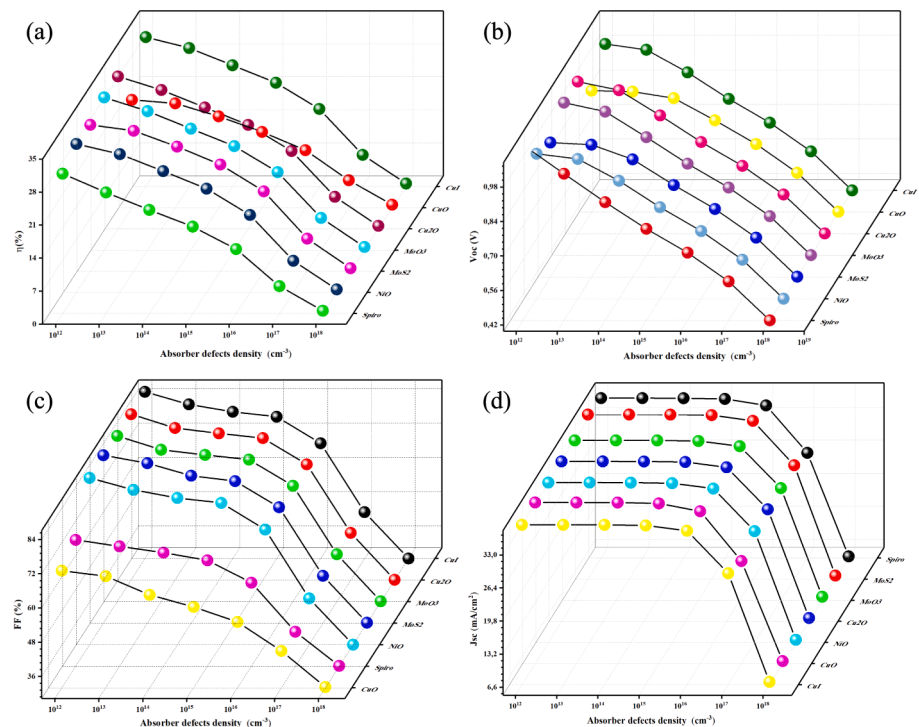 (a)
35
28
21
14
7
0
η(%)
10¹²
10¹³
10¹⁴
10¹⁵
10¹⁶
10¹⁷
10¹⁸
Absorber defects density (cm⁻³)
CuI
CuO
Cu2O
MoO3
MoS2
NiO
Spiro
(b)
0,98
0,84
0,70
0,56
0,42
Voc (V)
10¹²
10¹³
10¹⁴
10¹⁵
10¹⁶
10¹⁷
10¹⁸
10¹⁹
Absorber defects density (cm⁻³)
CuI
CuO
Cu2O
MoO3
MoS2
NiO
Spiro
(c)
84
72
60
48
36
FF (%)
10¹²
10¹³
10¹⁴
10¹⁵
10¹⁶
10¹⁷
10¹⁸
Absorber defects density (cm⁻³)
CuI
Cu2O
MoO3
MoS2
NiO
Spiro
CuO
(d)
33,0
26,4
19,8
13,2
6,6
Jsc (mA/cm²)
10¹²
10¹³
10¹⁴
10¹⁵
10¹⁶
10¹⁷
10¹⁸
Absorber defects density (cm⁻³)
Spiro
MoS2
MoO3
Cu2O
NiO
CuO
CuI